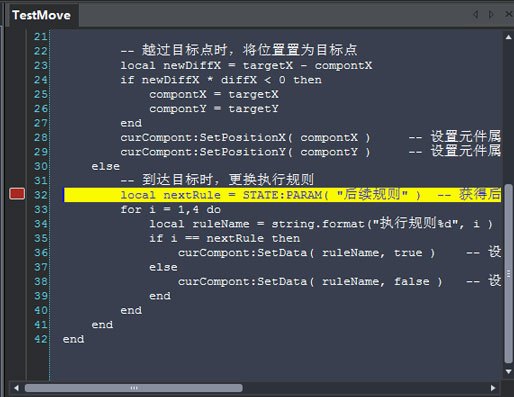 TestMove
21
22 -- 越过目标点时，将位置置为目标点
23 local newDiffX = targetX - compontX
24 if newDiffX * diffX < 0 then
25 compontX = targetX
26 compontY = targetY
27 end
28 curCompont:SetPositionX( compontX ) -- 设置元件属
29 curCompont:SetPositionY( compontY ) -- 设置元件属
30 else
31 -- 到达目标时，更换执行规则
32 local nextRule = STATE:PARAM( "后续规则" ) -- 获得后
33 for i = 1,4 do
34 local ruleName = string.format("执行规则%d", i )
35 if i == nextRule then
36 curCompont:SetData( ruleName, true ) -- 设
37 else
38 curCompont:SetData( ruleName, false ) -- 设
39 end
40 end
41 end
42 end